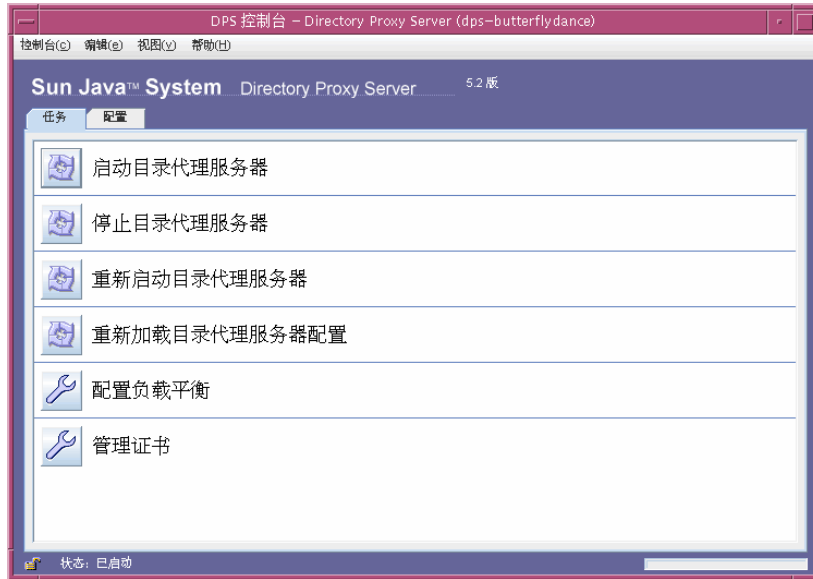 DPS 控制台 – Directory Proxy Server (dps-butterflydance)
控制台(C) 编辑(e) 视图(V) 帮助(H)
Sun Java™ System Directory Proxy Server 5.2 版
任务 配置
启动目录代理服务器
停止目录代理服务器
重新启动目录代理服务器
重新加载目录代理服务器配置
配置负载平衡
管理证书
状态: 已启动